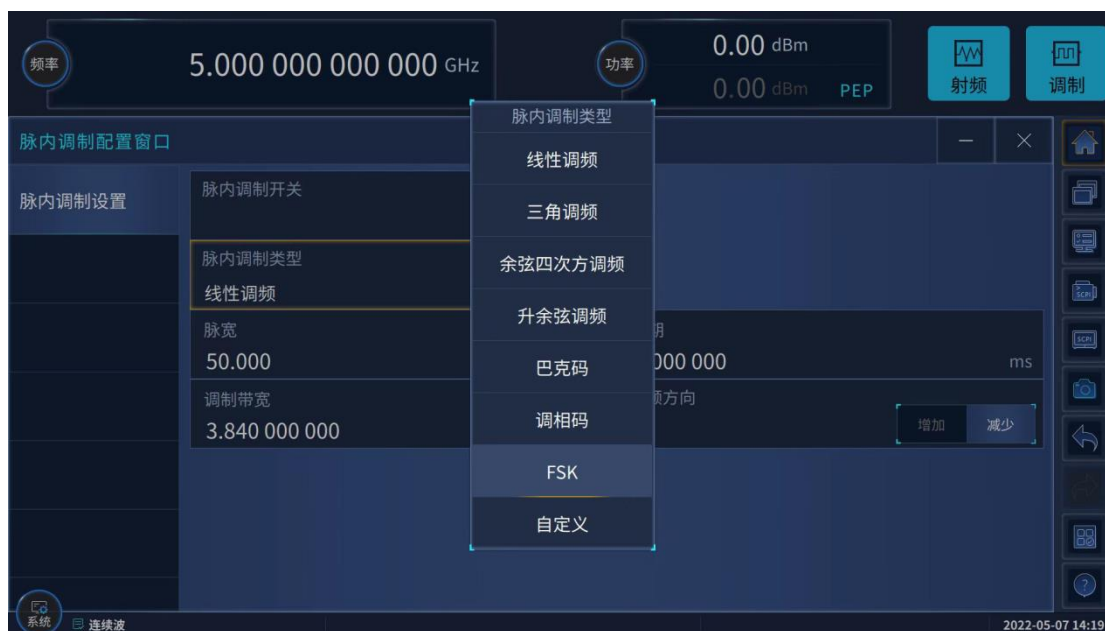 频率
5.000 000 000 000 GHz
功率
0.00 dBm
0.00 dBm PEP
射频
调制
脉内调制配置窗口
脉内调制类型
脉内调制设置
脉内调制开关
脉内调制类型
线性调频
脉宽
50.000
000 000 ms
调制带宽
3.840 000 000
方向
增加 减少
线性调频
三角调频
余弦四次方调频
升余弦调频
巴克码
调相码
FSK
自定义
SCPI
SCPI
系统
连续波
2022-05-07 14:19